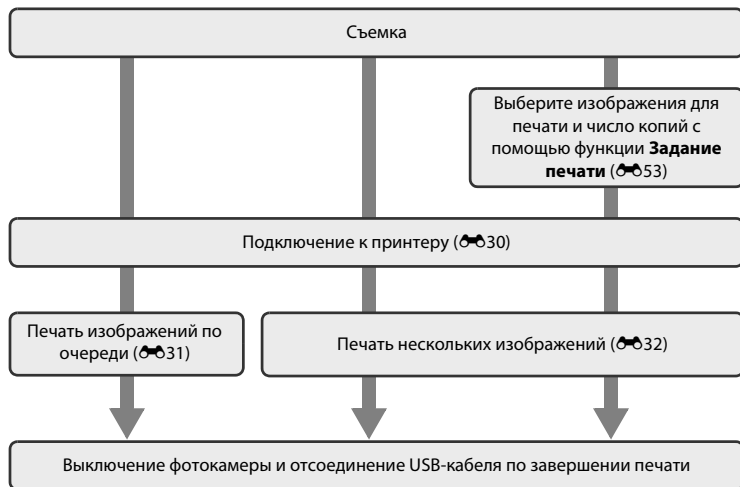 Съемка
Выберите изображения для
печати и число копий с
помощью функции Задание
печати (53)
Подключение к принтеру (30)
Печать изображений по
очереди (31)
Печать нескольких изображений (32)
Выключение фотокамеры и отсоединение USB-кабеля по завершении печати